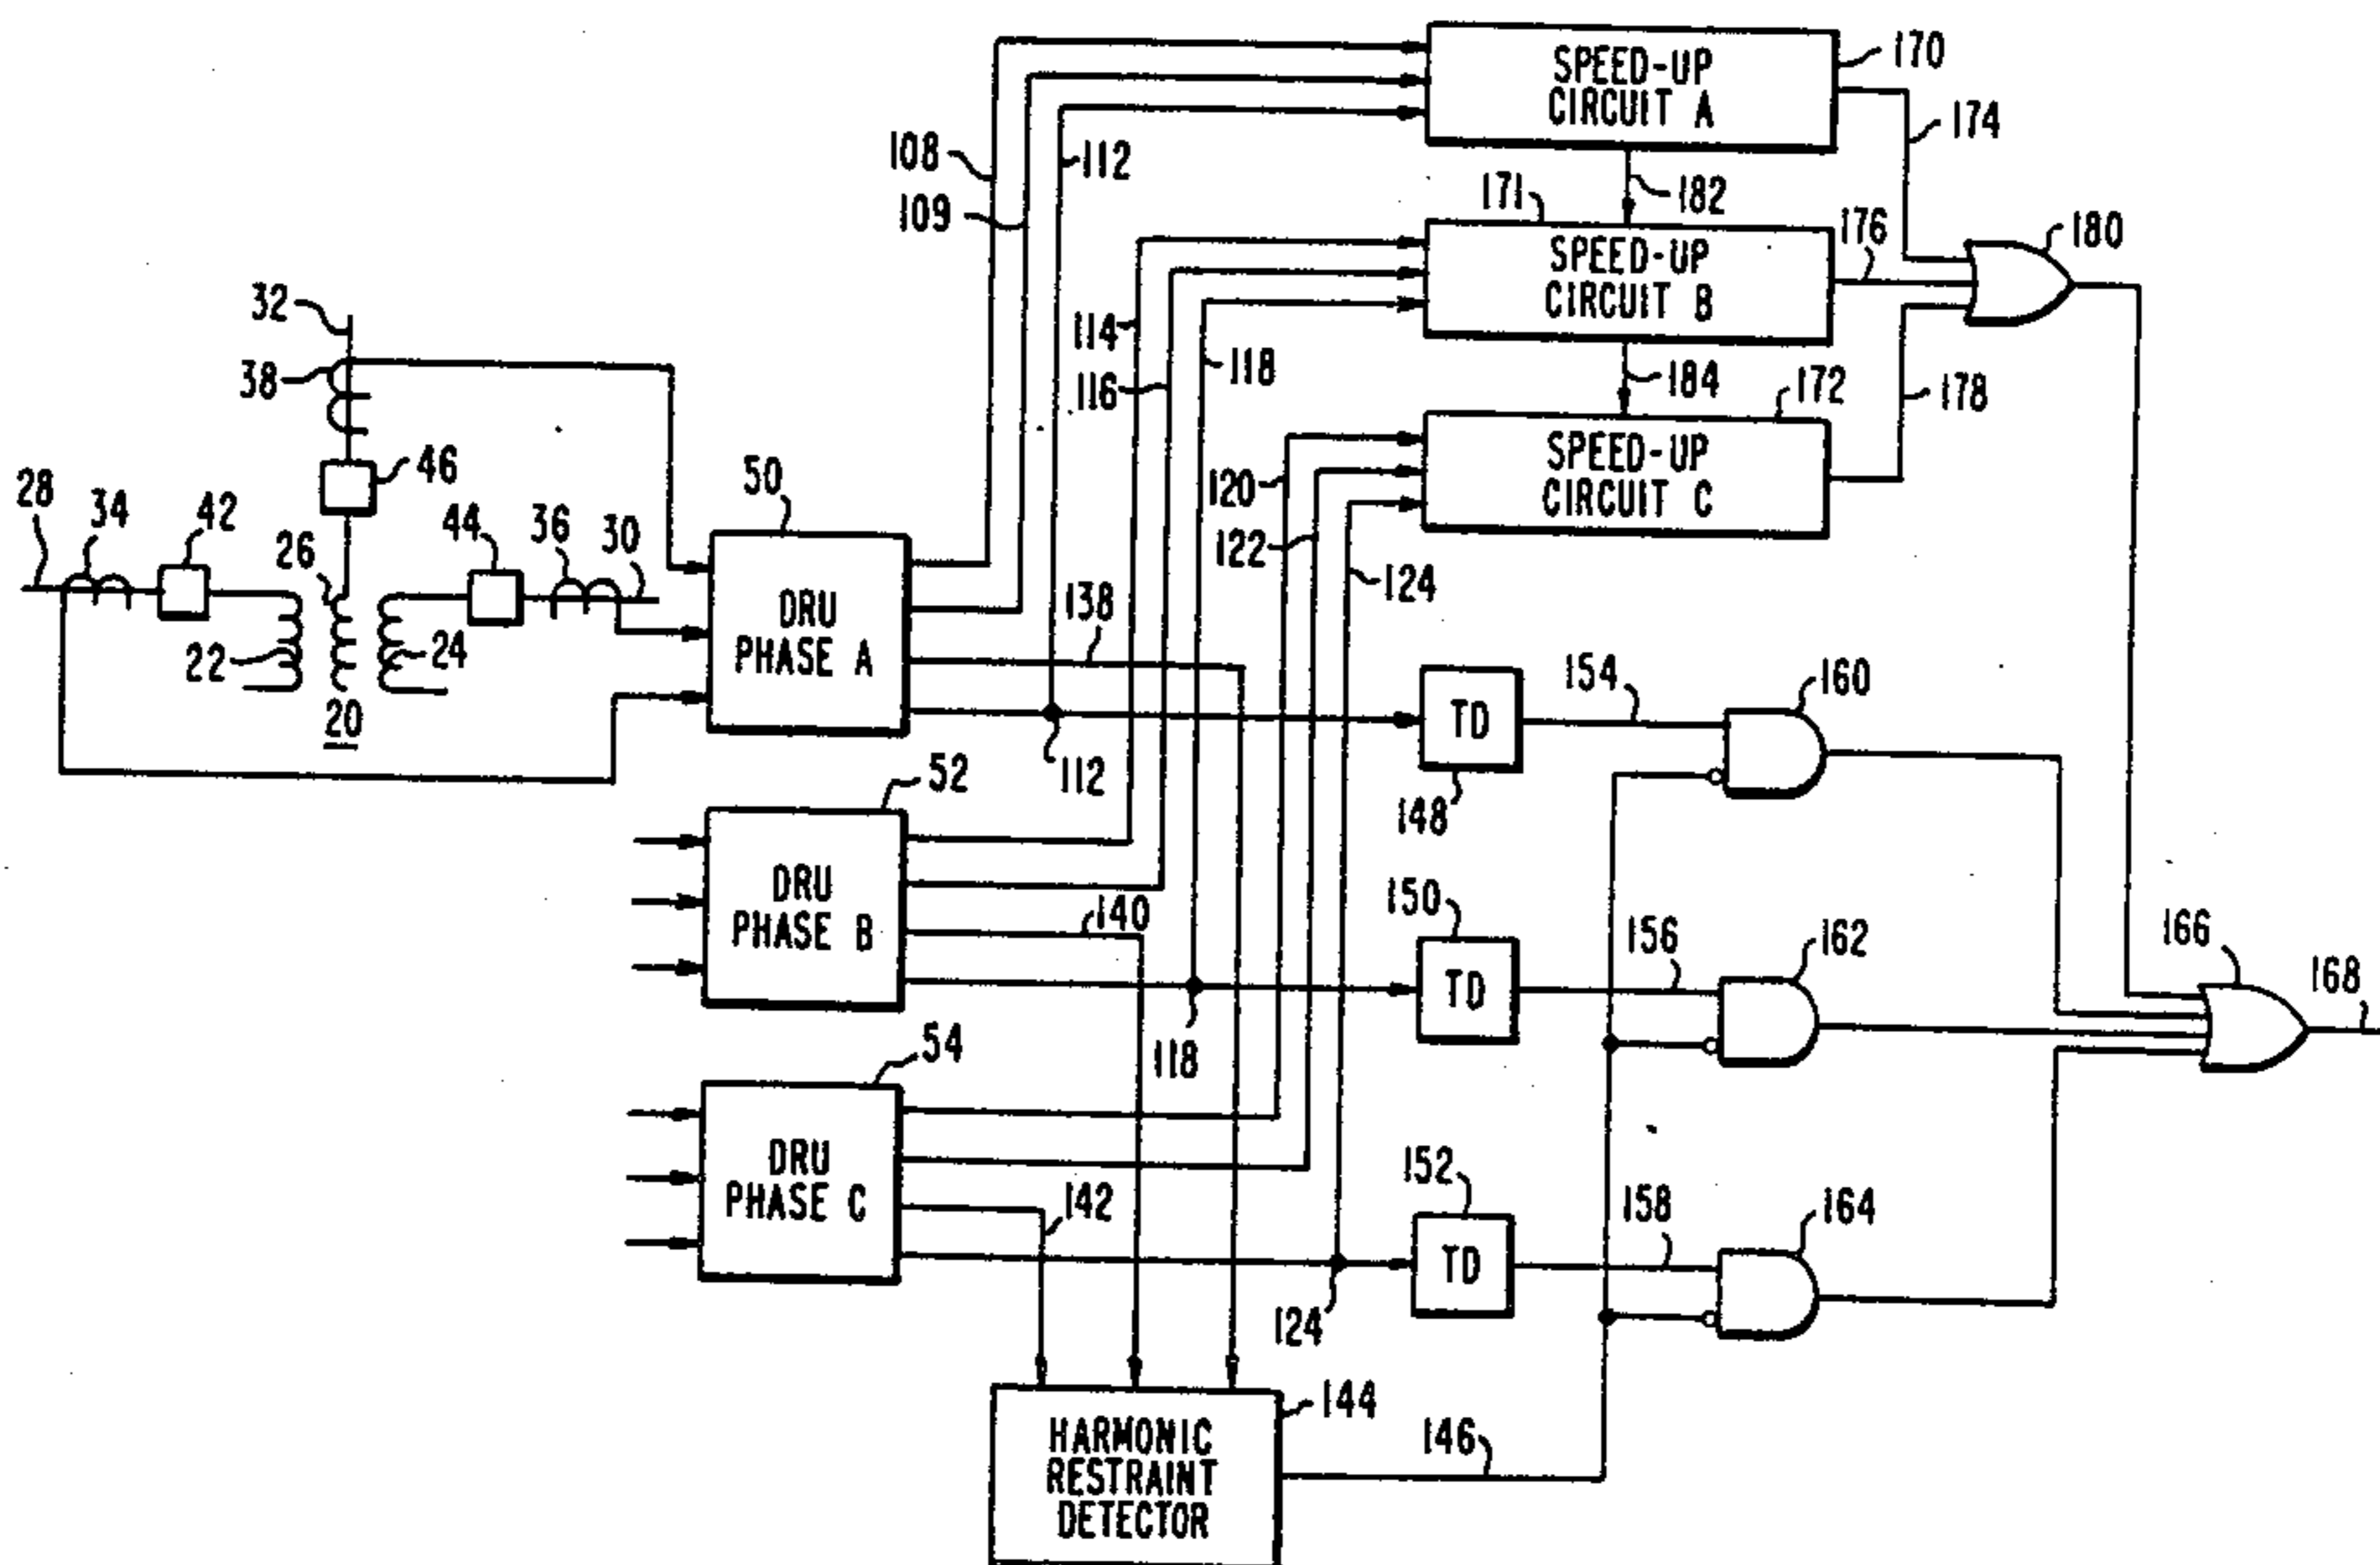 SPEED-UP
CIRCUIT A
170
174
108
112
109
182
171
SPEED-UP
CIRCUIT B
176
180
32
114
118
38
116
184
172
178
SPEED-UP
CIRCUIT C
46
50
120
28
34
42
44
36
30
122
124
26
DRU
PHASE A
138
22
24
154
160
20
TD
112
52
148
DRU
PHASE B
150
140
156
162
166
168
TD
54
118
DRU
PHASE C
152
142
158
164
TD
124
144
HARMONIC
RESTRAINT
DETECTOR
146